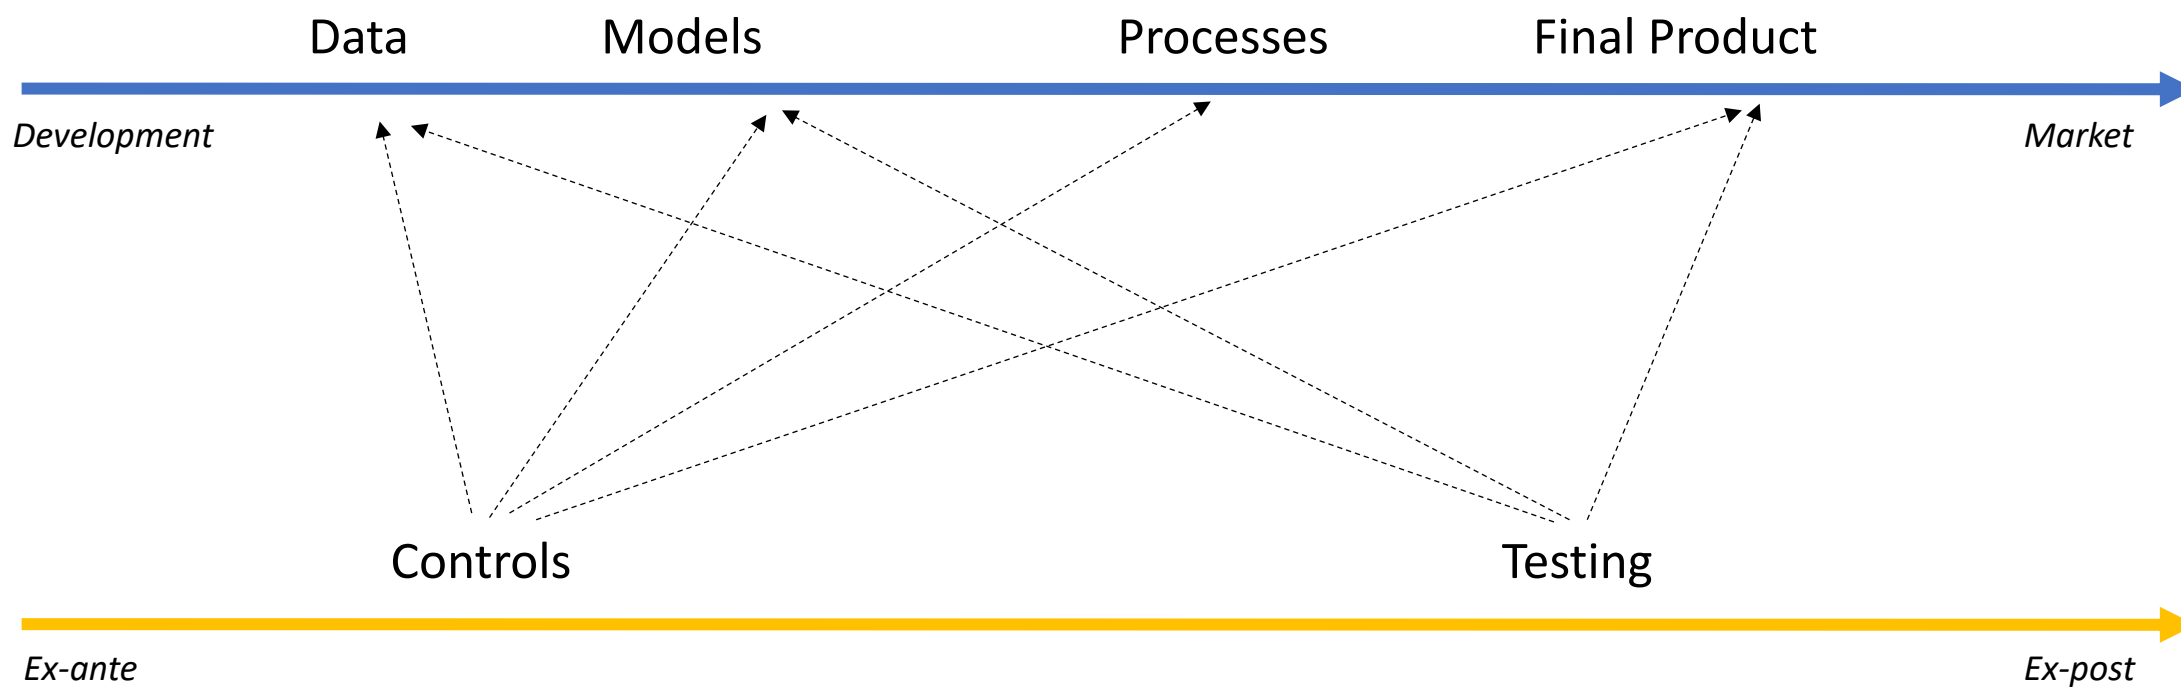 Data Models Processes Final Product
Development Market
Controls Testing
Ex-ante Ex-post